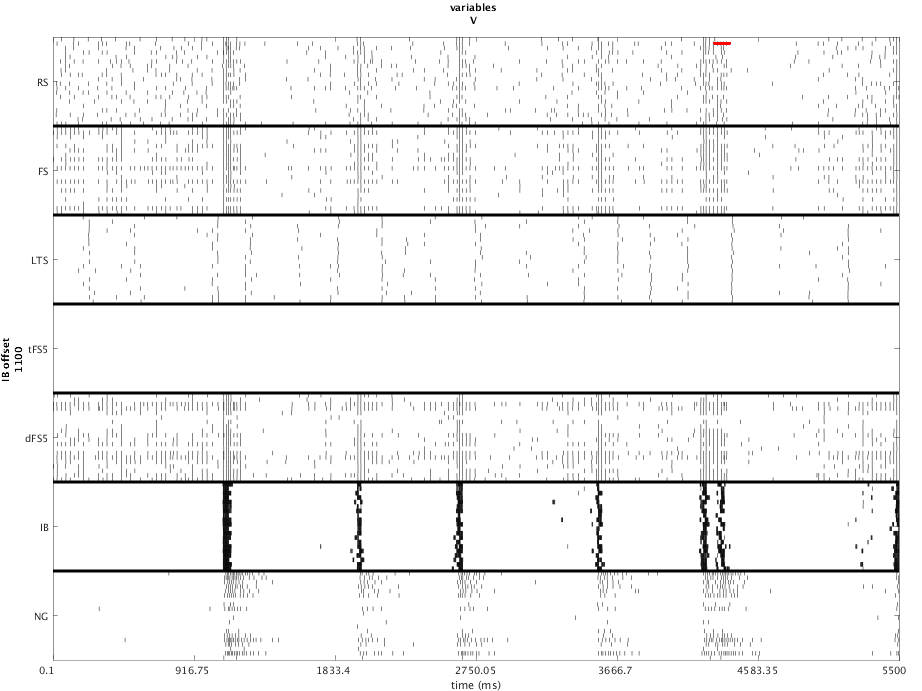 variables
V
RS
FS
LTS
tFS5
dFS5
IB
NG
IB offset
1100
0.1
916.75
1833.4
2750.05
3666.7
4583.35
5500
time (ms)